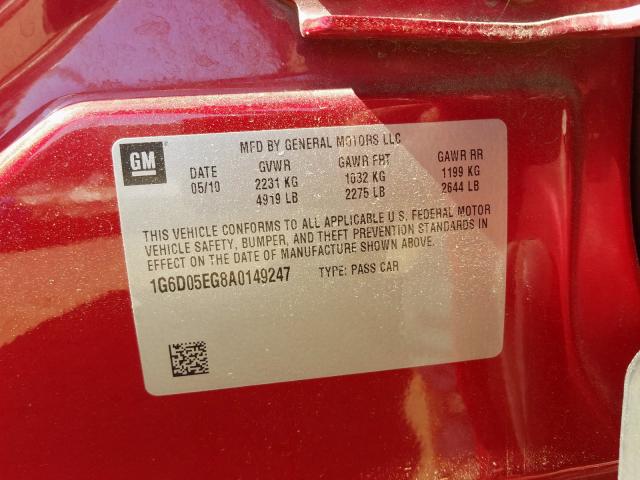 GM
MFD BY GENERAL MOTORS LLC
DATE GVWR GAWR FRT GAWR RR
05/10 2231 KG 1032 KG 1199 KG
4919 LB 2275 LB 2644 LB
THIS VEHICLE CONFORMS TO ALL APPLICABLE U.S. FEDERAL MOTOR
VEHICLE SAFETY, BUMPER, AND THEFT PREVENTION STANDARDS IN
EFFECT ON THE DATE OF MANUFACTURE SHOWN ABOVE.
1G6D05EG8A0149247 TYPE: PASS CAR